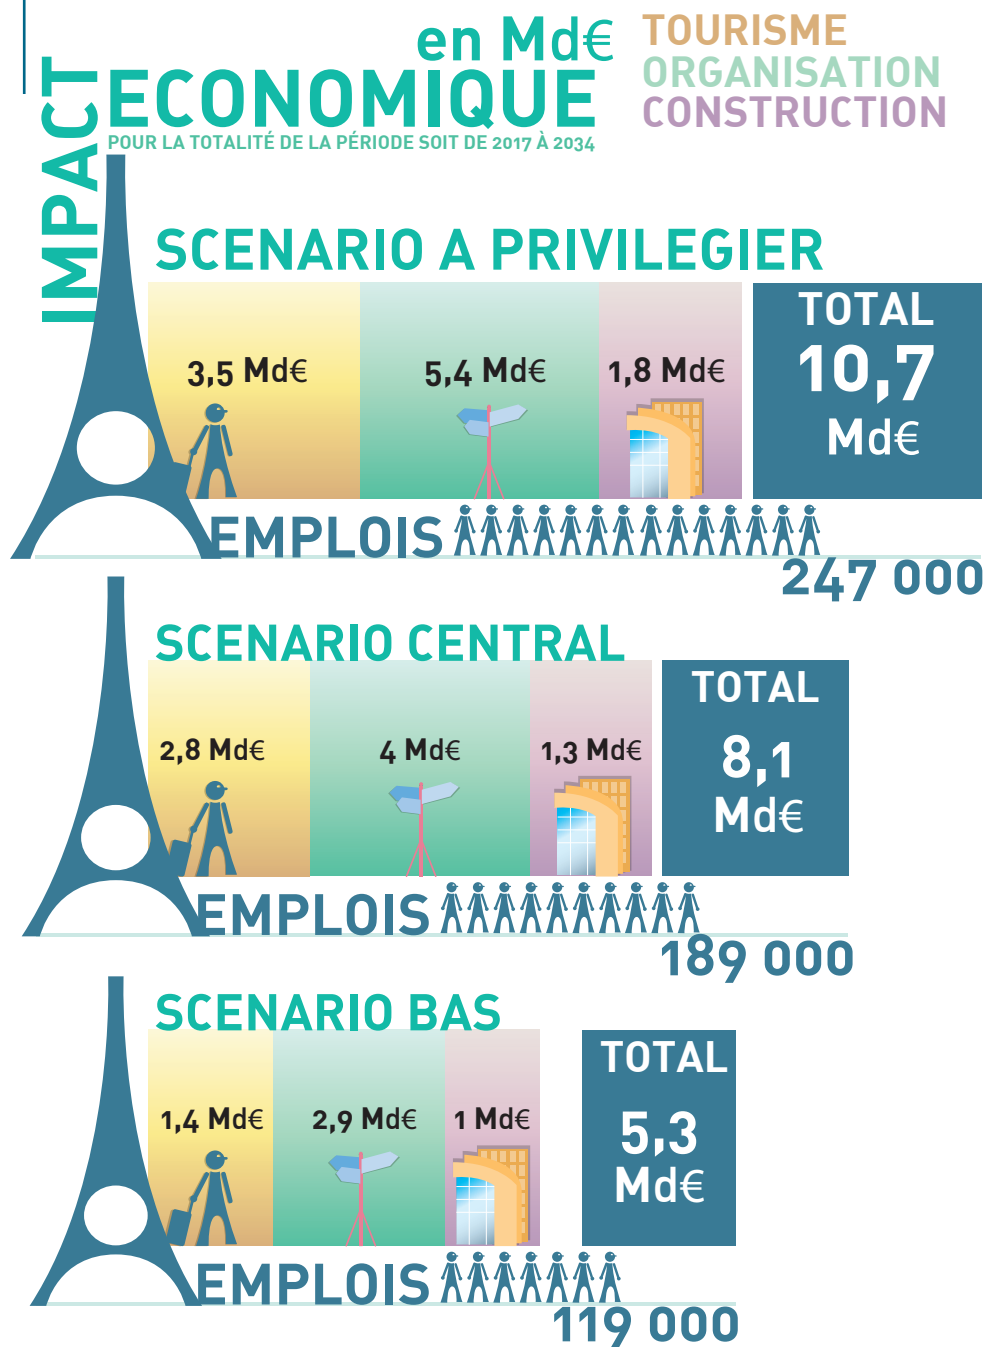 IMPACT
ECONOMIQUE
en Md€
POUR LA TOTALITÉ DE LA PÉRIODE SOIT DE 2017 À 2034
TOURISME
ORGANISATION
CONSTRUCTION
SCENARIO A PRIVILEGIER
3,5 Md€
5,4 Md€
1,8 Md€
TOTAL
10,7
Md€
EMPLOIS
247 000
SCENARIO CENTRAL
2,8 Md€
4 Md€
1,3 Md€
TOTAL
8,1
Md€
EMPLOIS
189 000
SCENARIO BAS
1,4 Md€
2,9 Md€
1 Md€
TOTAL
5,3
Md€
EMPLOIS
119 000